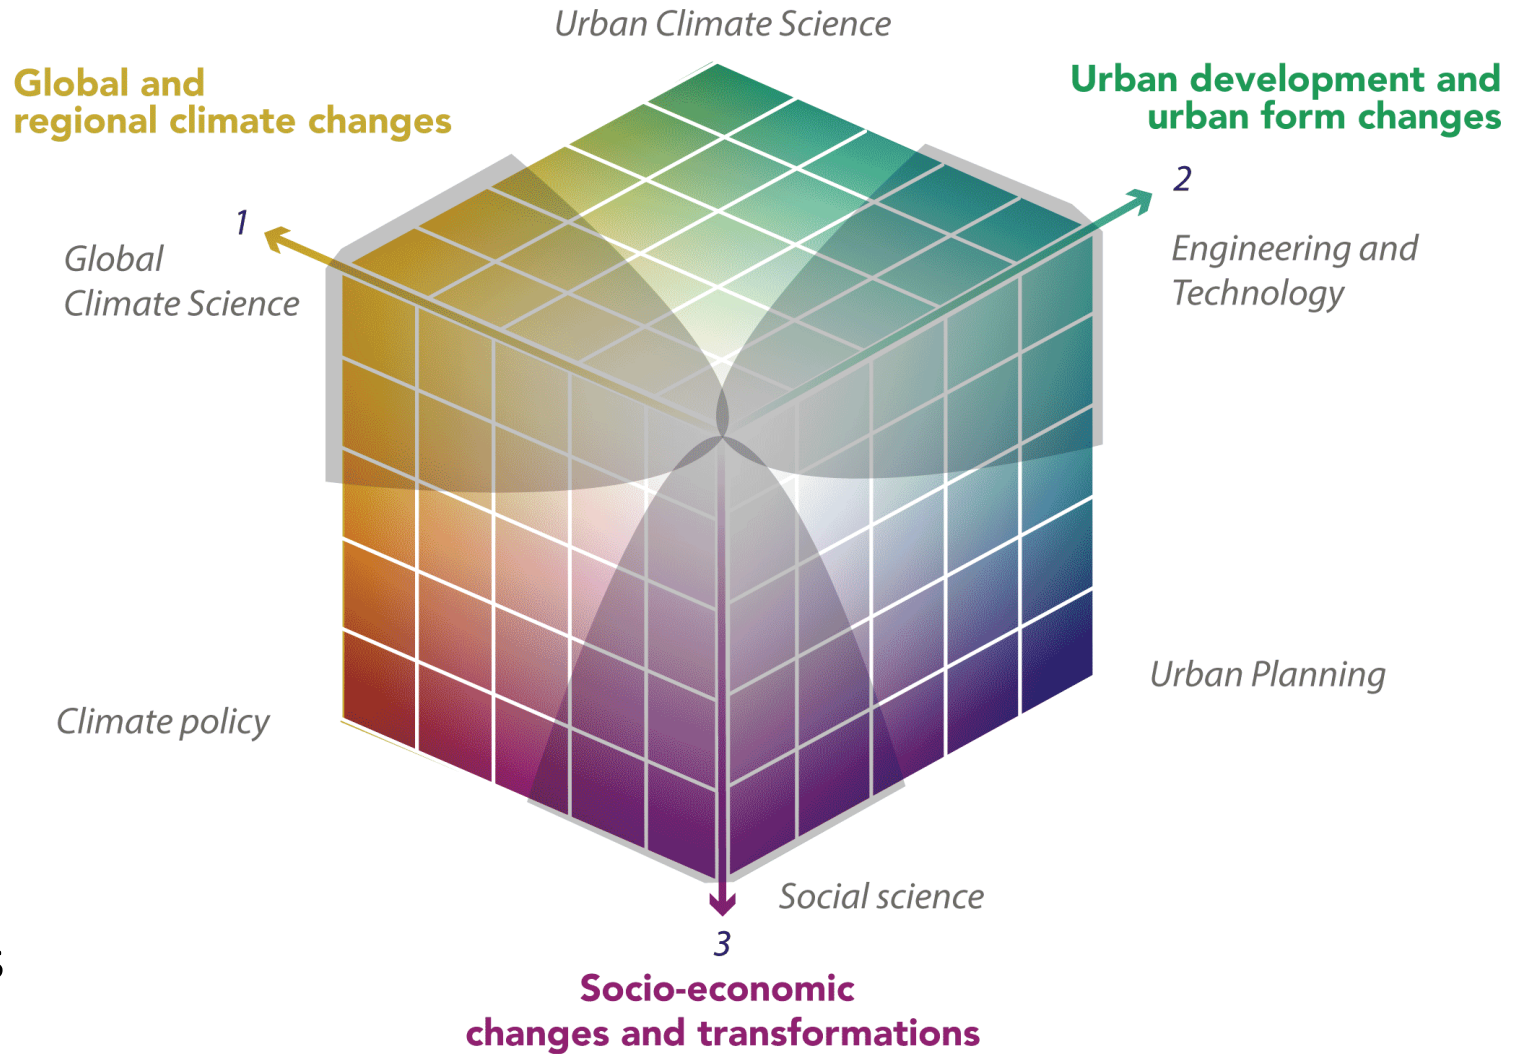 Urban Climate Science
Global and
regional climate changes
Urban development and
urban form changes
1
2
Global
Climate Science
Engineering and
Technology
Climate policy
Urban Planning
Social science
3
Socio-economic
changes and transformations